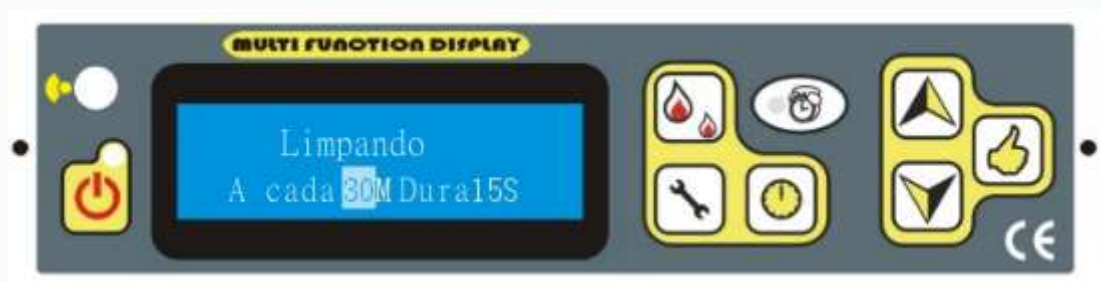 MULTI FUNCTION DISPLAY
Limpando
A cada 30M Dura15S
CE